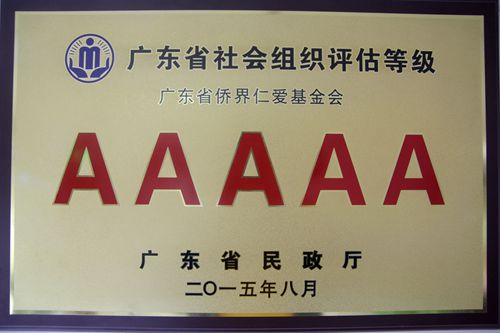 广东省社会组织评估等级
广东省侨界仁爱基金会
AAAAA
广东省民政厅
二〇一五年八月